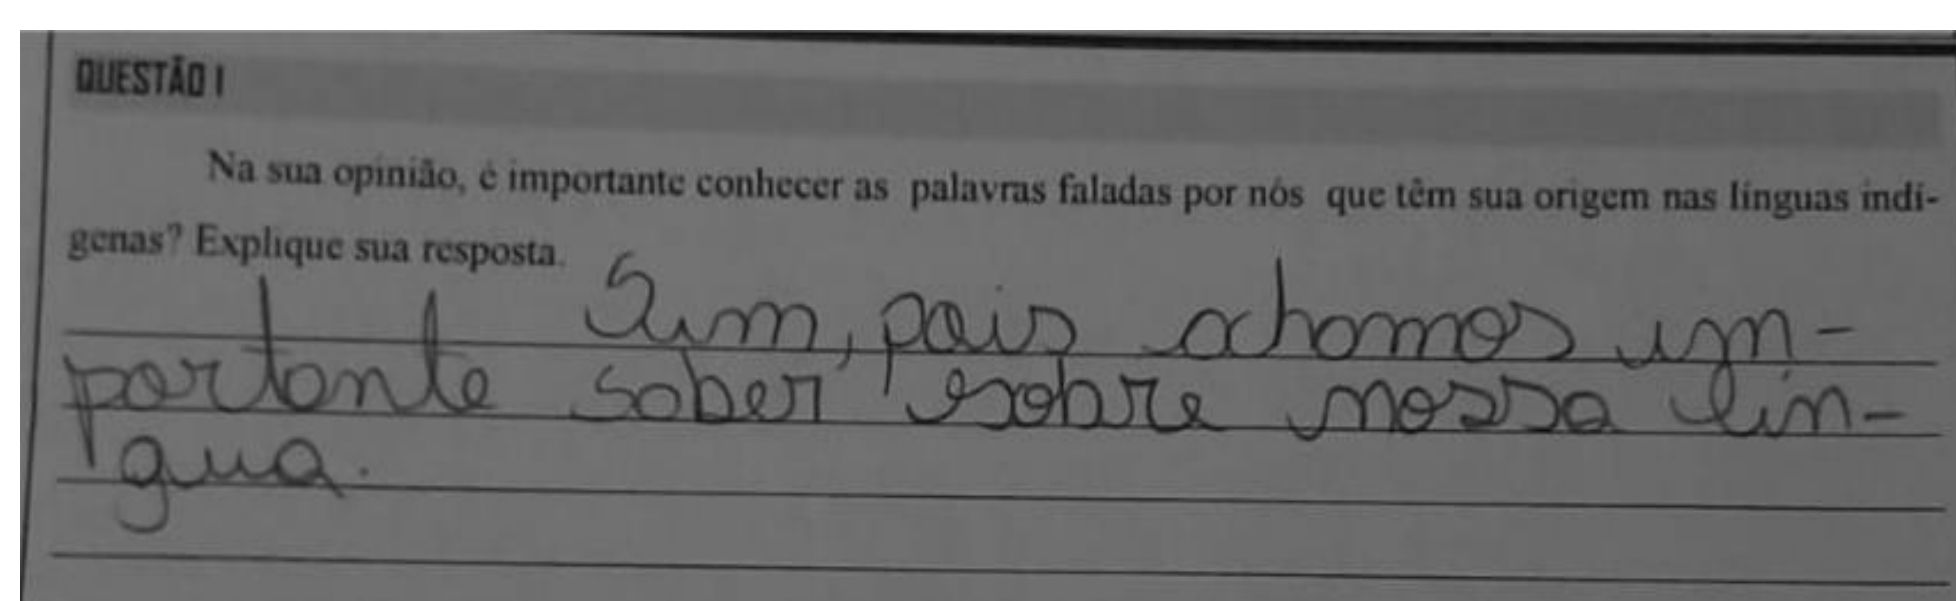 QUESTÃO I
Na sua opinião, é importante conhecer as palavras faladas por nós que têm sua origem nas línguas indí-
genas? Explique sua resposta.
Sim, pois achamos im-
portante saber sobre nossa lín-
gua.